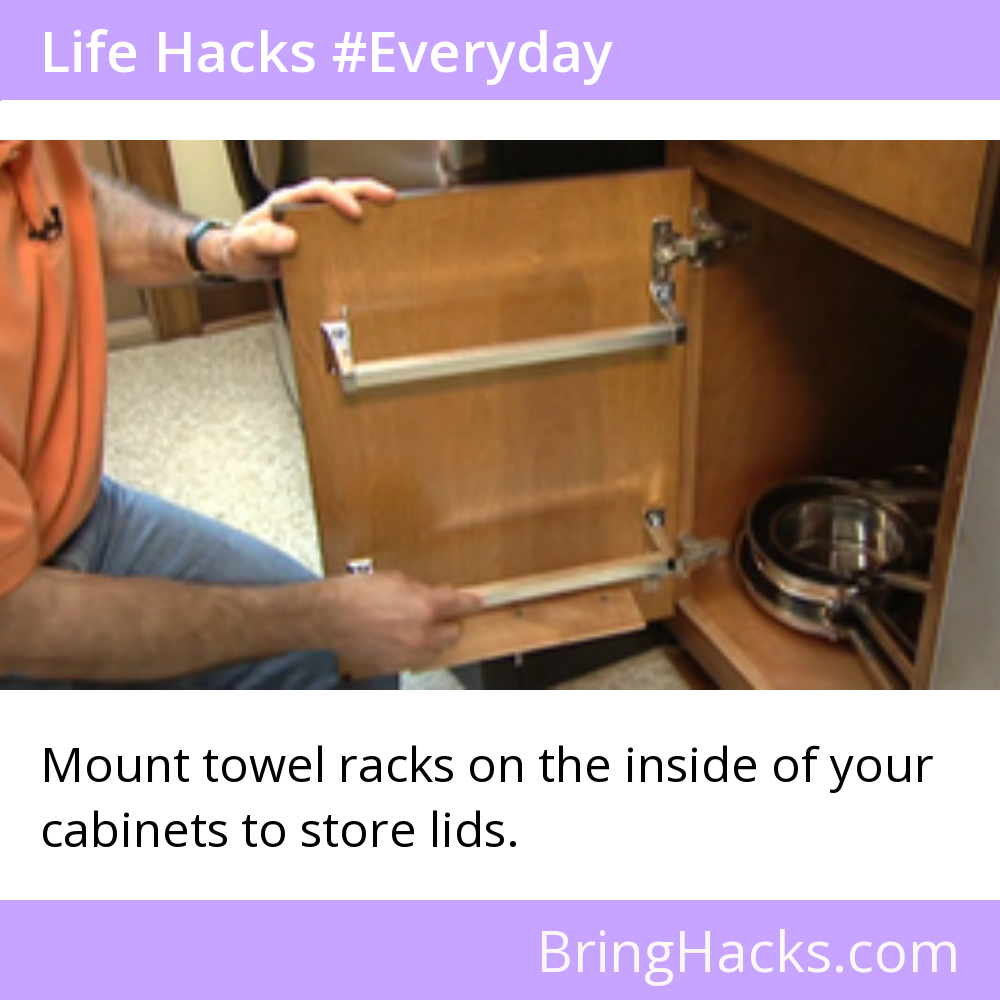 Life Hacks #Everyday
Mount towel racks on the inside of your
cabinets to store lids.
BringHacks.com